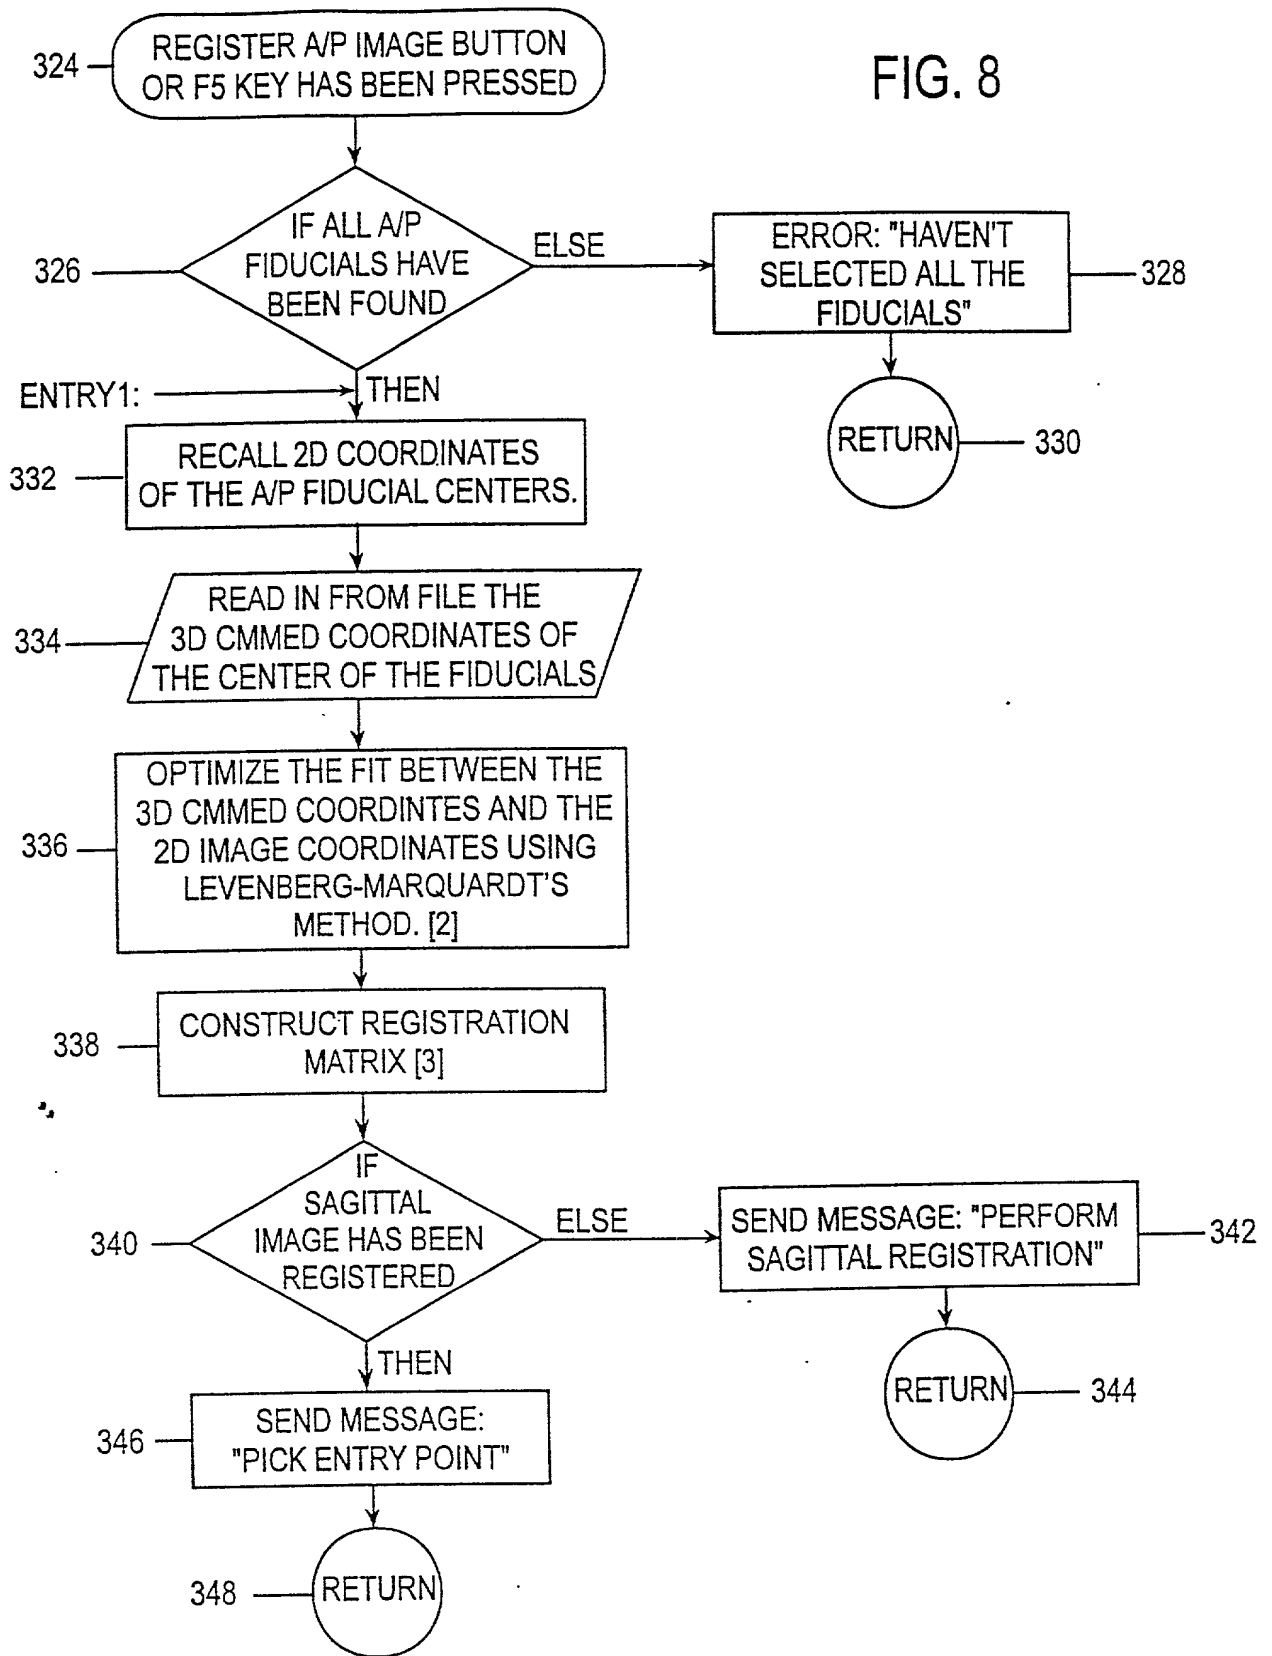 FIG. 8
324
REGISTER A/P IMAGE BUTTON
OR F5 KEY HAS BEEN PRESSED
326
IF ALL A/P
FIDUCIALS HAVE
BEEN FOUND
ELSE
ERROR: "HAVEN'T
SELECTED ALL THE
FIDUCIALS"
328
RETURN
330
ENTRY1:
THEN
332
RECALL 2D COORDINATES
OF THE A/P FIDUCIAL CENTERS.
334
READ IN FROM FILE THE
3D CMMED COORDINATES OF
THE CENTER OF THE FIDUCIALS
336
OPTIMIZE THE FIT BETWEEN THE
3D CMMED COORDINTES AND THE
2D IMAGE COORDINATES USING
LEVENBERG-MARQUARDT'S
METHOD. [2]
338
CONSTRUCT REGISTRATION
MATRIX [3]
340
IF
SAGITTAL
IMAGE HAS BEEN
REGISTERED
ELSE
SEND MESSAGE: "PERFORM
SAGITTAL REGISTRATION"
342
RETURN
344
THEN
346
SEND MESSAGE:
"PICK ENTRY POINT"
348
RETURN